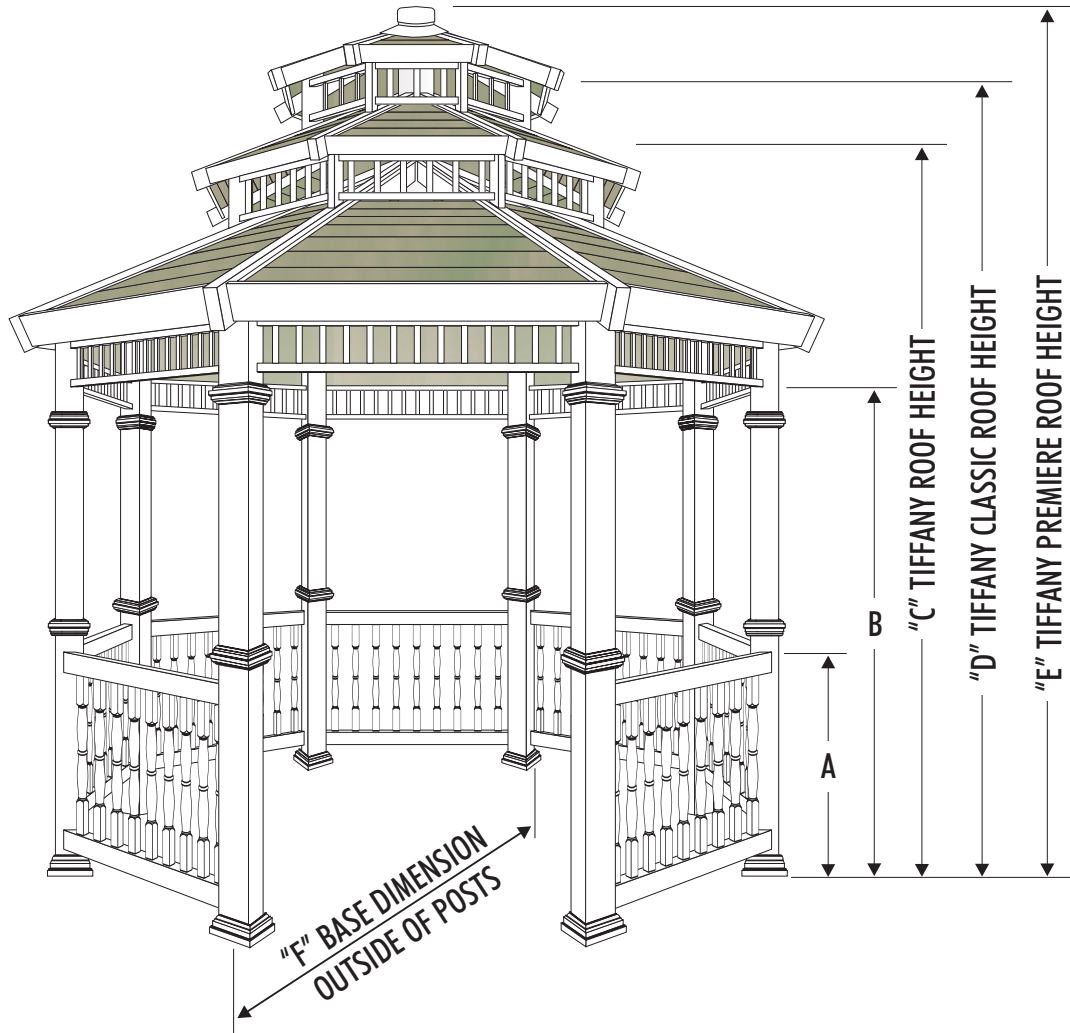 "C" TIFFANY ROOF HEIGHT
"D" TIFFANY CLASSIC ROOF HEIGHT
"E" TIFFANY PREMIERE ROOF HEIGHT
B
A
"F" BASE DIMENSION
OUTSIDE OF POSTS